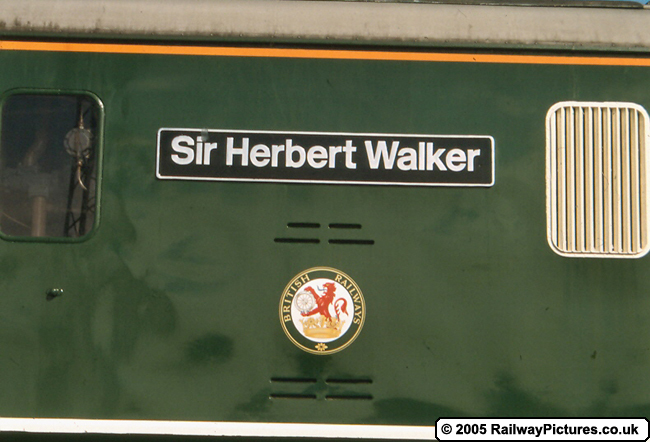 Sir Herbert Walker
BRITISH RAILWAYS
© 2005 RailwayPictures.co.uk